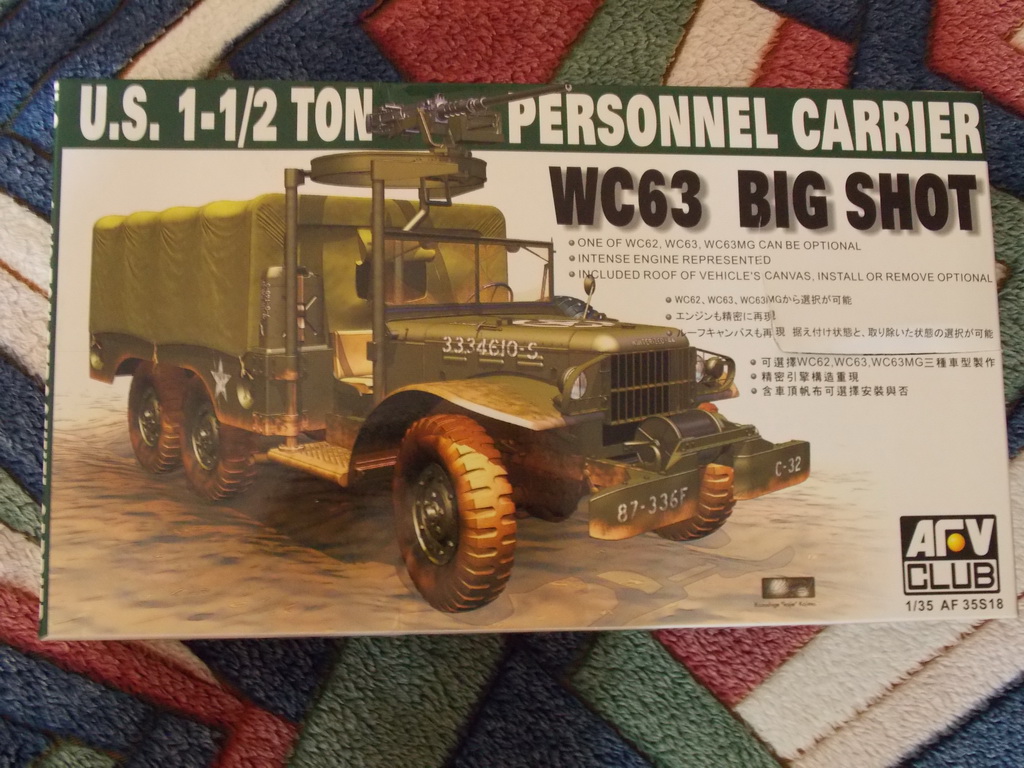 U.S. 1-1/2 TON PERSONNEL CARRIER
WC63 BIG SHOT
• ONE OF WC62, WC63, WC63MG CAN BE OPTIONAL
• INTENSE ENGINE REPRESENTED
• INCLUDED ROOF OF VEHICLE'S CANVAS, INSTALL OR REMOVE OPTIONAL
• WC62、WC63、WC63MGから選択が可能
• エンジンも精密に再現
ルーフキャンパスも再現 据え付け状態と、取り除いた状態の選択が可能
• 可選擇WC62,WC63,WC63MG三種車型製作
• 精密引擎構造重現
• 含車頂帆布可選擇安裝與否
3334610-S
C-32
87-336F
AFV
CLUB
1/35 AF 35S18